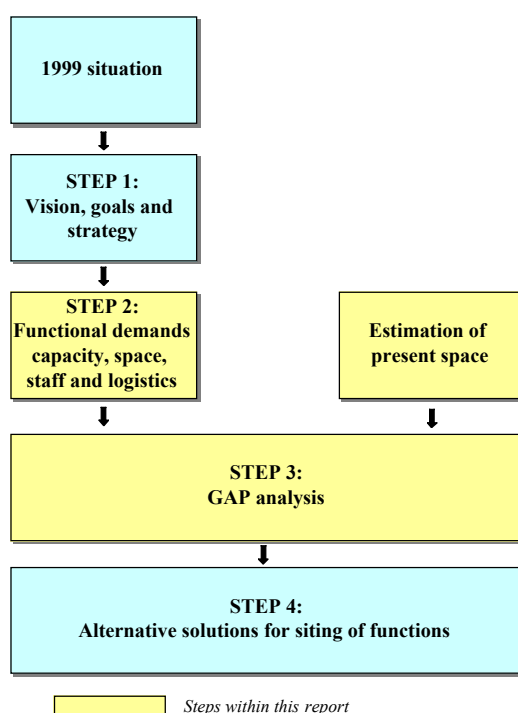 1999 situation
STEP 1:
Vision, goals and
strategy
STEP 2:
Functional demands
capacity, space,
staff and logistics
Estimation of
present space
STEP 3:
GAP analysis
STEP 4:
Alternative solutions for siting of functions
Steps within this report